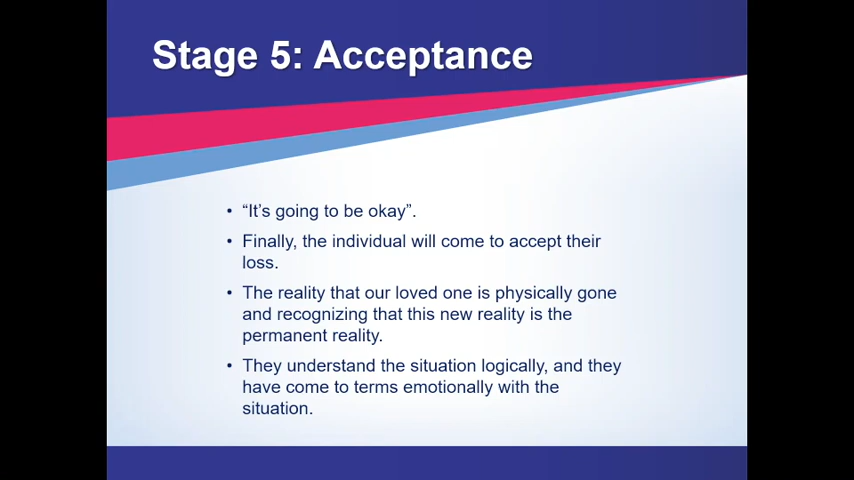 Stage 5: Acceptance
• “It’s going to be okay”.
• Finally, the individual will come to accept their
loss.
• The reality that our loved one is physically gone
and recognizing that this new reality is the
permanent reality.
• They understand the situation logically, and they
have come to terms emotionally with the
situation.